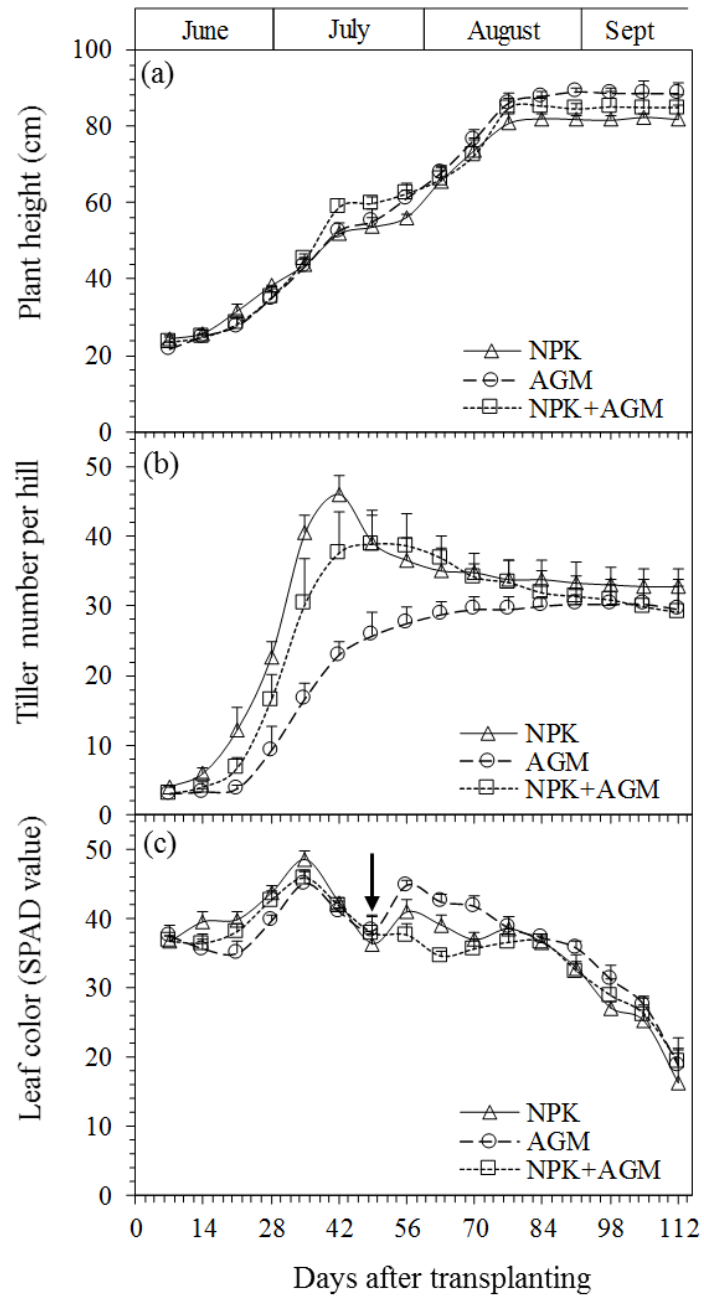 June July August Sept
100
(a)
80
60
40
20
0
Plant height (cm)
NPK
AGM
NPK+AGM
(b)
50
40
30
20
10
0
Tiller number per hill
NPK
AGM
NPK+AGM
(c)
50
40
30
20
10
0
Leaf color (SPAD value)
NPK
AGM
NPK+AGM
0 14 28 42 56 70 84 98 112
Days after transplanting